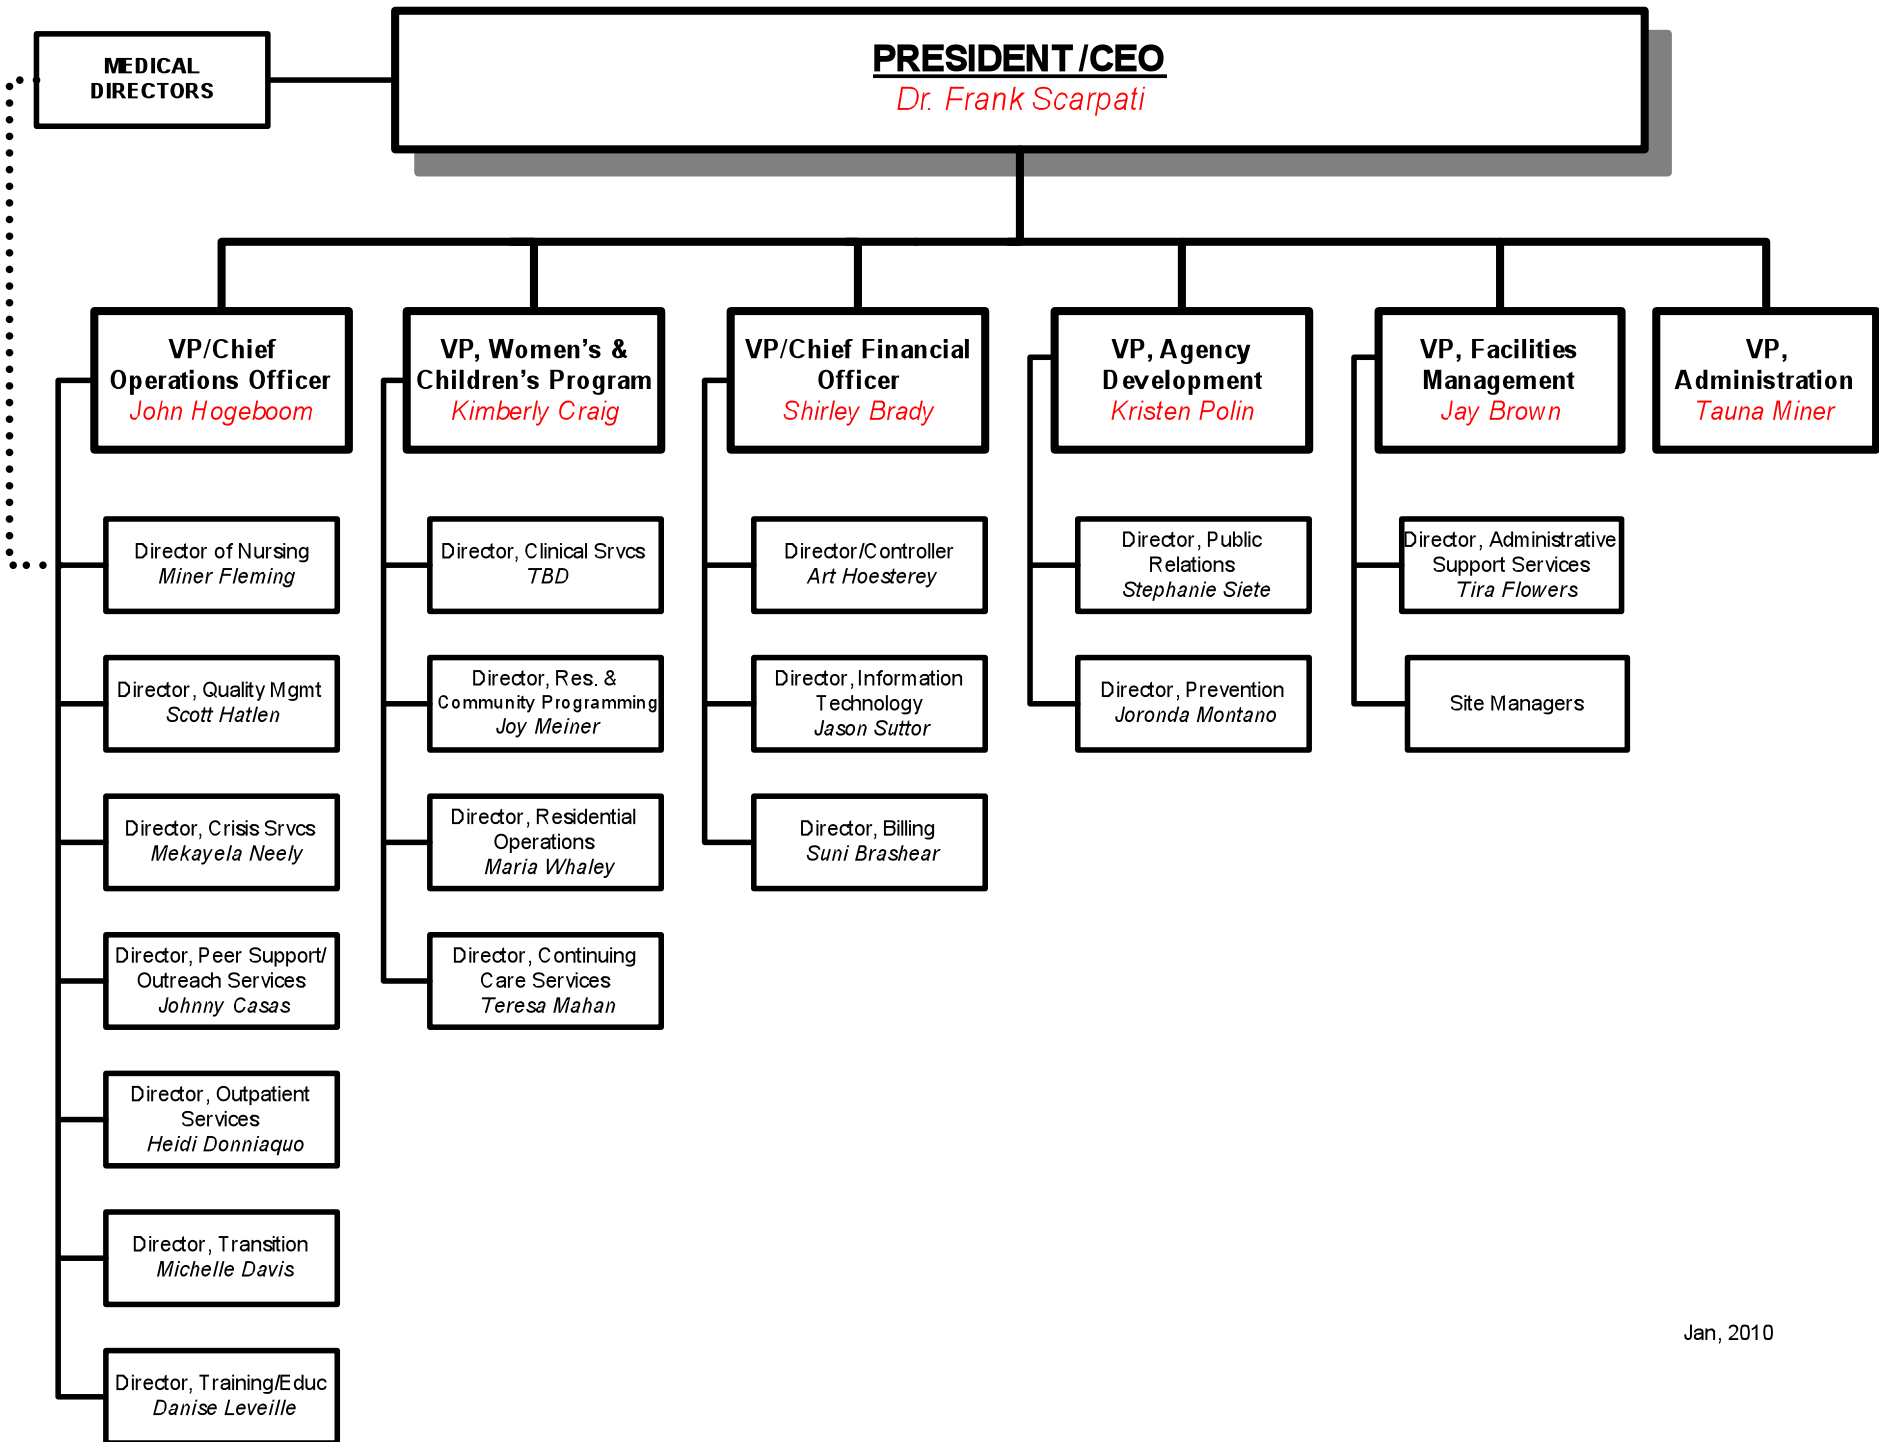 MEDICAL
DIRECTORS
PRESIDENT/CEO
Dr. Frank Scarpati
VP/Chief
Operations Officer
John Hogeboom
VP, Women's &
Children's Program
Kimberly Craig
VP/Chief Financial
Officer
Shirley Brady
VP, Agency
Development
Kristen Polin
VP, Facilities
Management
Jay Brown
VP,
Administration
Tauna Miner
Director of Nursing
Miner Fleming
Director, Quality Mgmt
Scott Hatlen
Director, Crisis Srvcs
Mekayela Neely
Director, Peer Support/
Outreach Services
Johnny Casas
Director, Outpatient
Services
Heidi Donniaquo
Director, Transition
Michelle Davis
Director, Training/Educ
Danise Leveille
Director, Clinical Srvcs
TBD
Director, Res. &
Community Programming
Joy Meiner
Director, Residential
Operations
Maria Whaley
Director, Continuing
Care Services
Teresa Mahan
Director/Controller
Art Hoesterey
Director, Information
Technology
Jason Suttor
Director, Billing
Suni Brashear
Director, Public
Relations
Stephanie Siete
Director, Prevention
Joronda Montano
Director, Administrative
Support Services
Tira Flowers
Site Managers
Jan, 2010